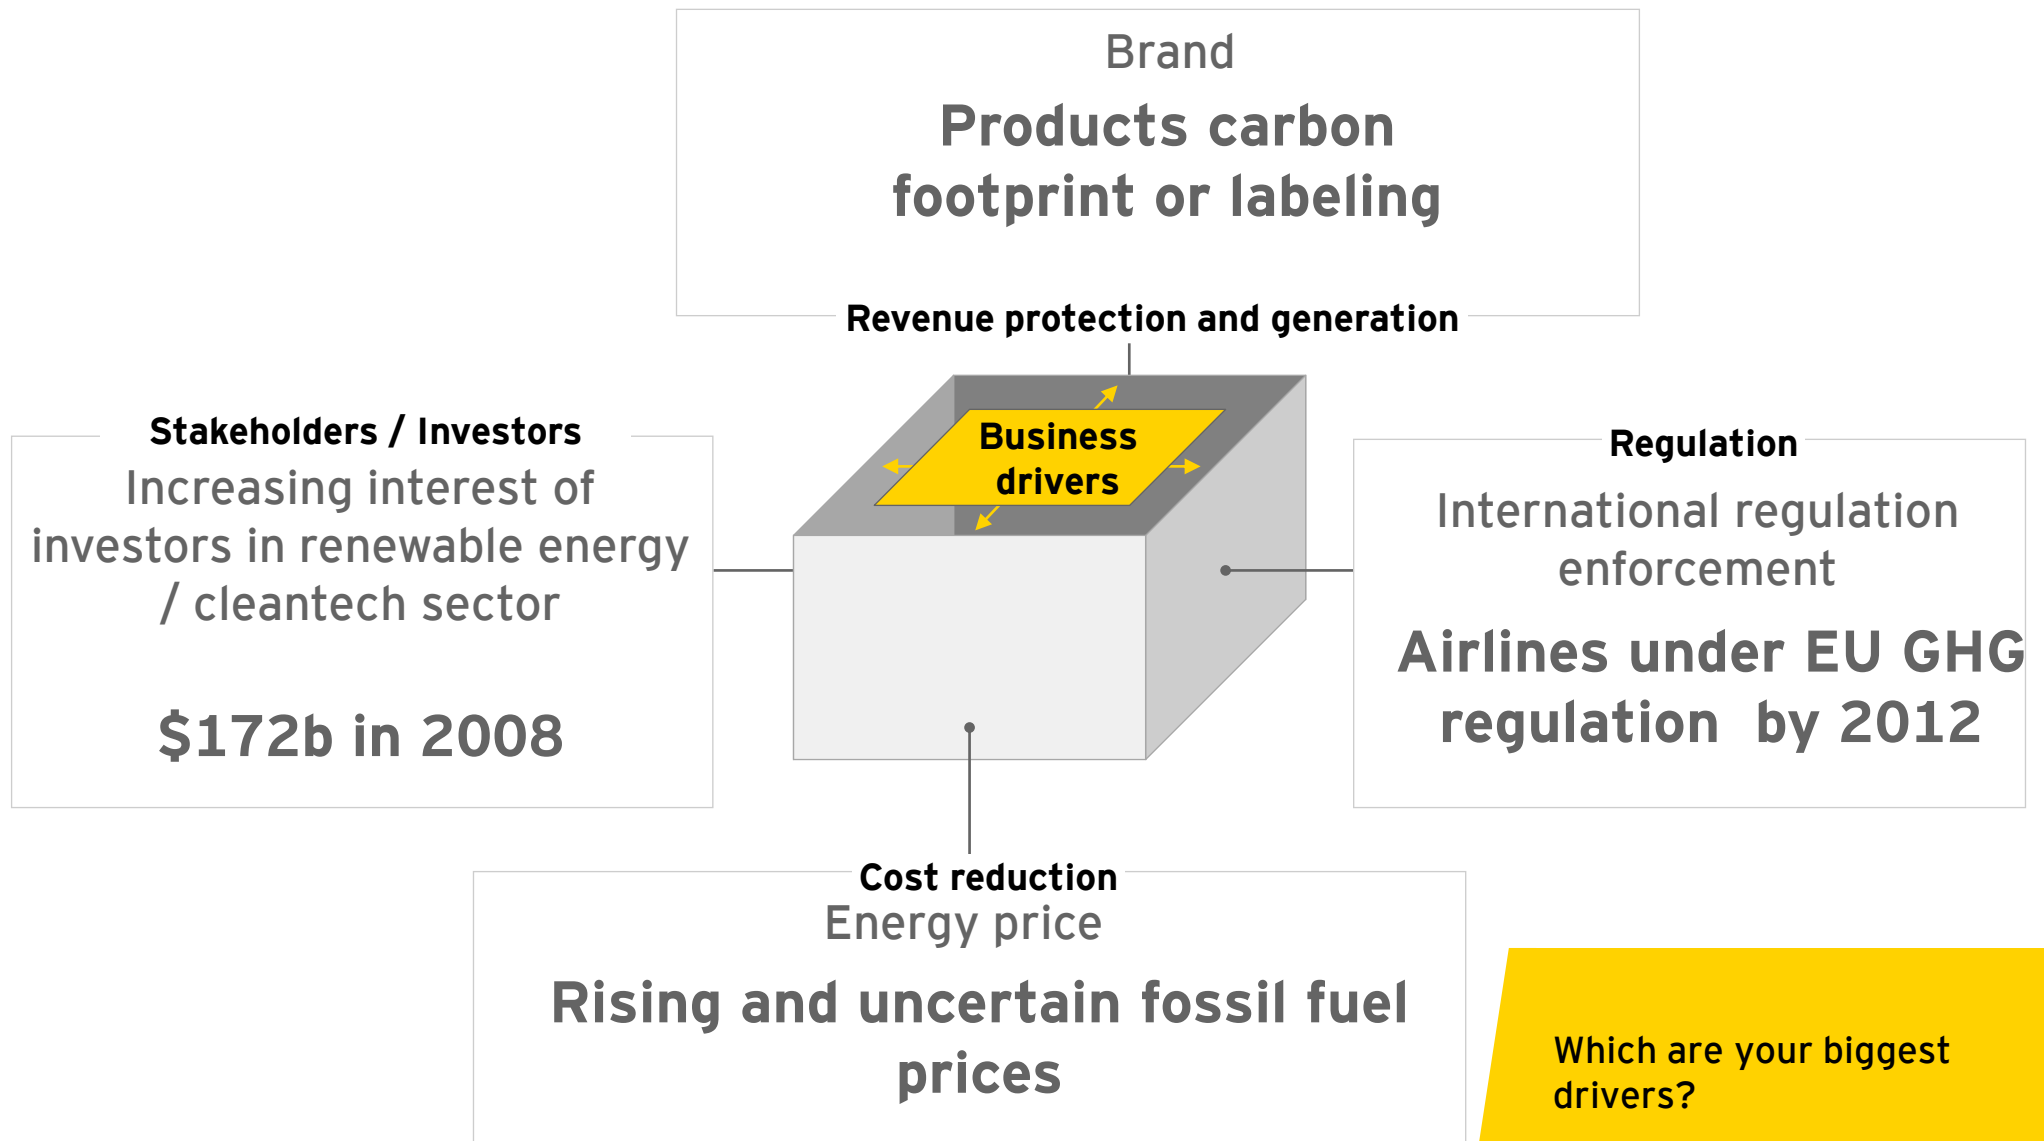 Brand
Products carbon
footprint or labeling
Revenue protection and generation
Stakeholders / Investors
Increasing interest of
investors in renewable energy
/ cleantech sector
$172b in 2008
Business
drivers
Regulation
International regulation
enforcement
Airlines under EU GHG
regulation by 2012
Cost reduction
Energy price
Rising and uncertain fossil fuel
prices
Which are your biggest
drivers?